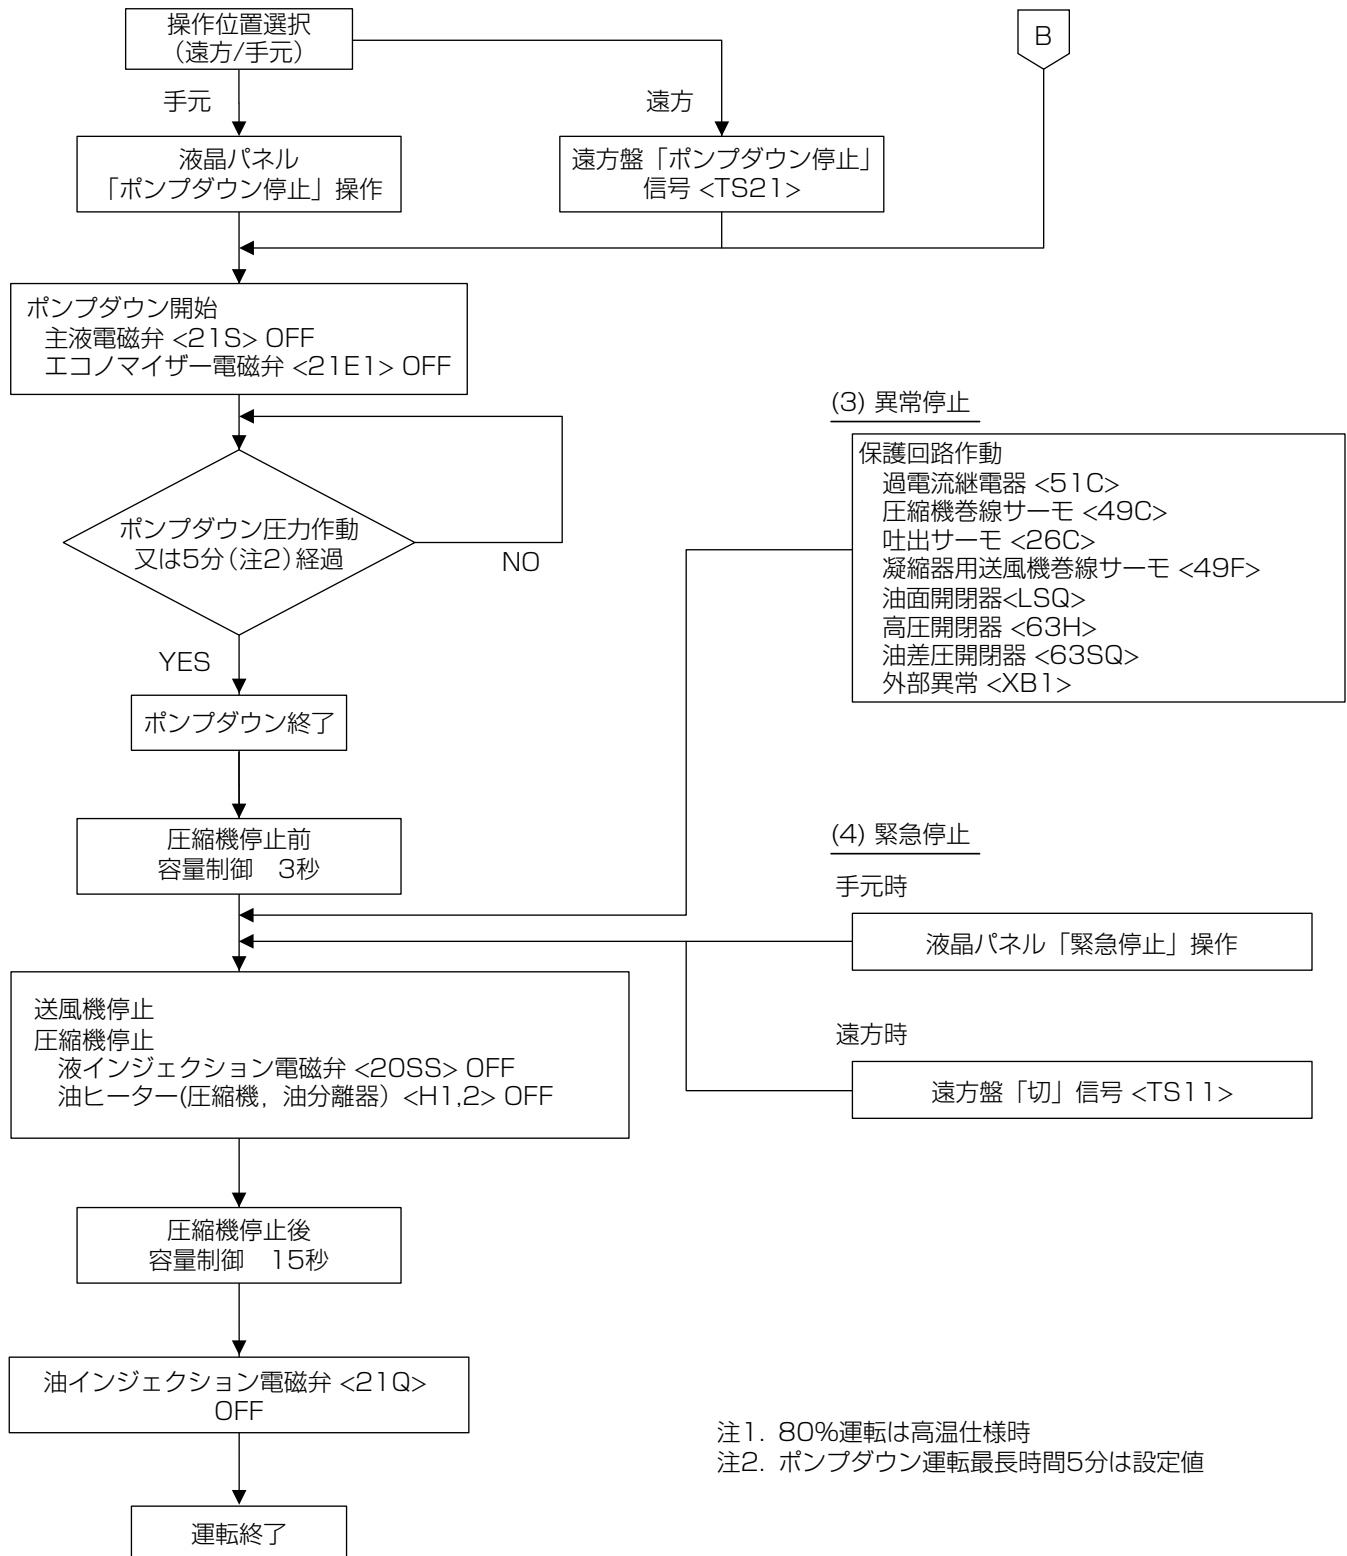 操作位置選択
（遠方/手元）
B
手元
遠方
液晶パネル
「ポンプダウン停止」操作
遠方盤「ポンプダウン停止」
信号 <TS21>
ポンプダウン開始
主液電磁弁 <21S> OFF
エコノマイザー電磁弁 <21E1> OFF
ポンプダウン圧力作動
又は5分（注2）経過
NO
YES
ポンプダウン終了
圧縮機停止前
容量制御　3秒
(3) 異常停止
保護回路作動
過電流継電器 <51C>
圧縮機巻線サーモ <49C>
吐出サーモ <26C>
凝縮器用送風機巻線サーモ <49F>
油面開閉器<LSQ>
高圧開閉器 <63H>
油差圧開閉器 <63SQ>
外部異常 <XB1>
(4) 緊急停止
手元時
液晶パネル「緊急停止」操作
遠方時
遠方盤「切」信号 <TS11>
送風機停止
圧縮機停止
液インジェクション電磁弁 <20SS> OFF
油ヒーター(圧縮機，油分離器）<H1,2> OFF
圧縮機停止後
容量制御　15秒
油インジェクション電磁弁 <21Q>
OFF
運転終了
注1. 80%運転は高温仕様時
注2. ポンプダウン運転最長時間5分は設定値